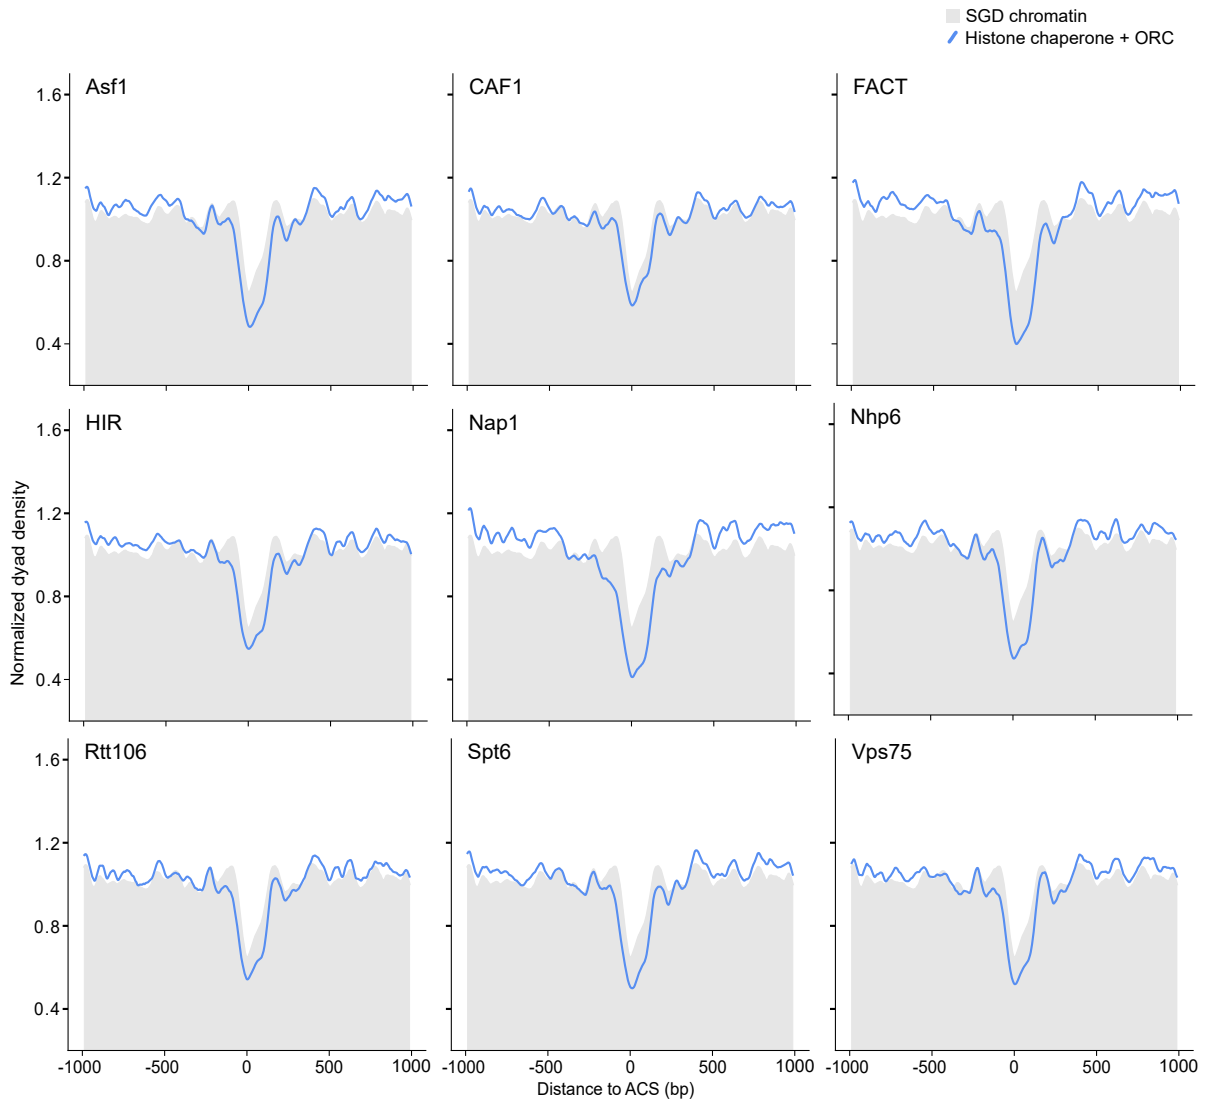 SGD chromatin
Histone chaperone + ORC
Asf1
CAF1
FACT
1.6
1.2
0.8
0.4
HIR
Nap1
Nhp6
1.6
1.2
0.8
0.4
Normalized dyad density
Rtt106
Spt6
Vps75
1.6
1.2
0.8
0.4
-1000 -500 0 500 1000 -1000 -500 0 500 1000 -1000 -500 0 500 1000
Distance to ACS (bp)